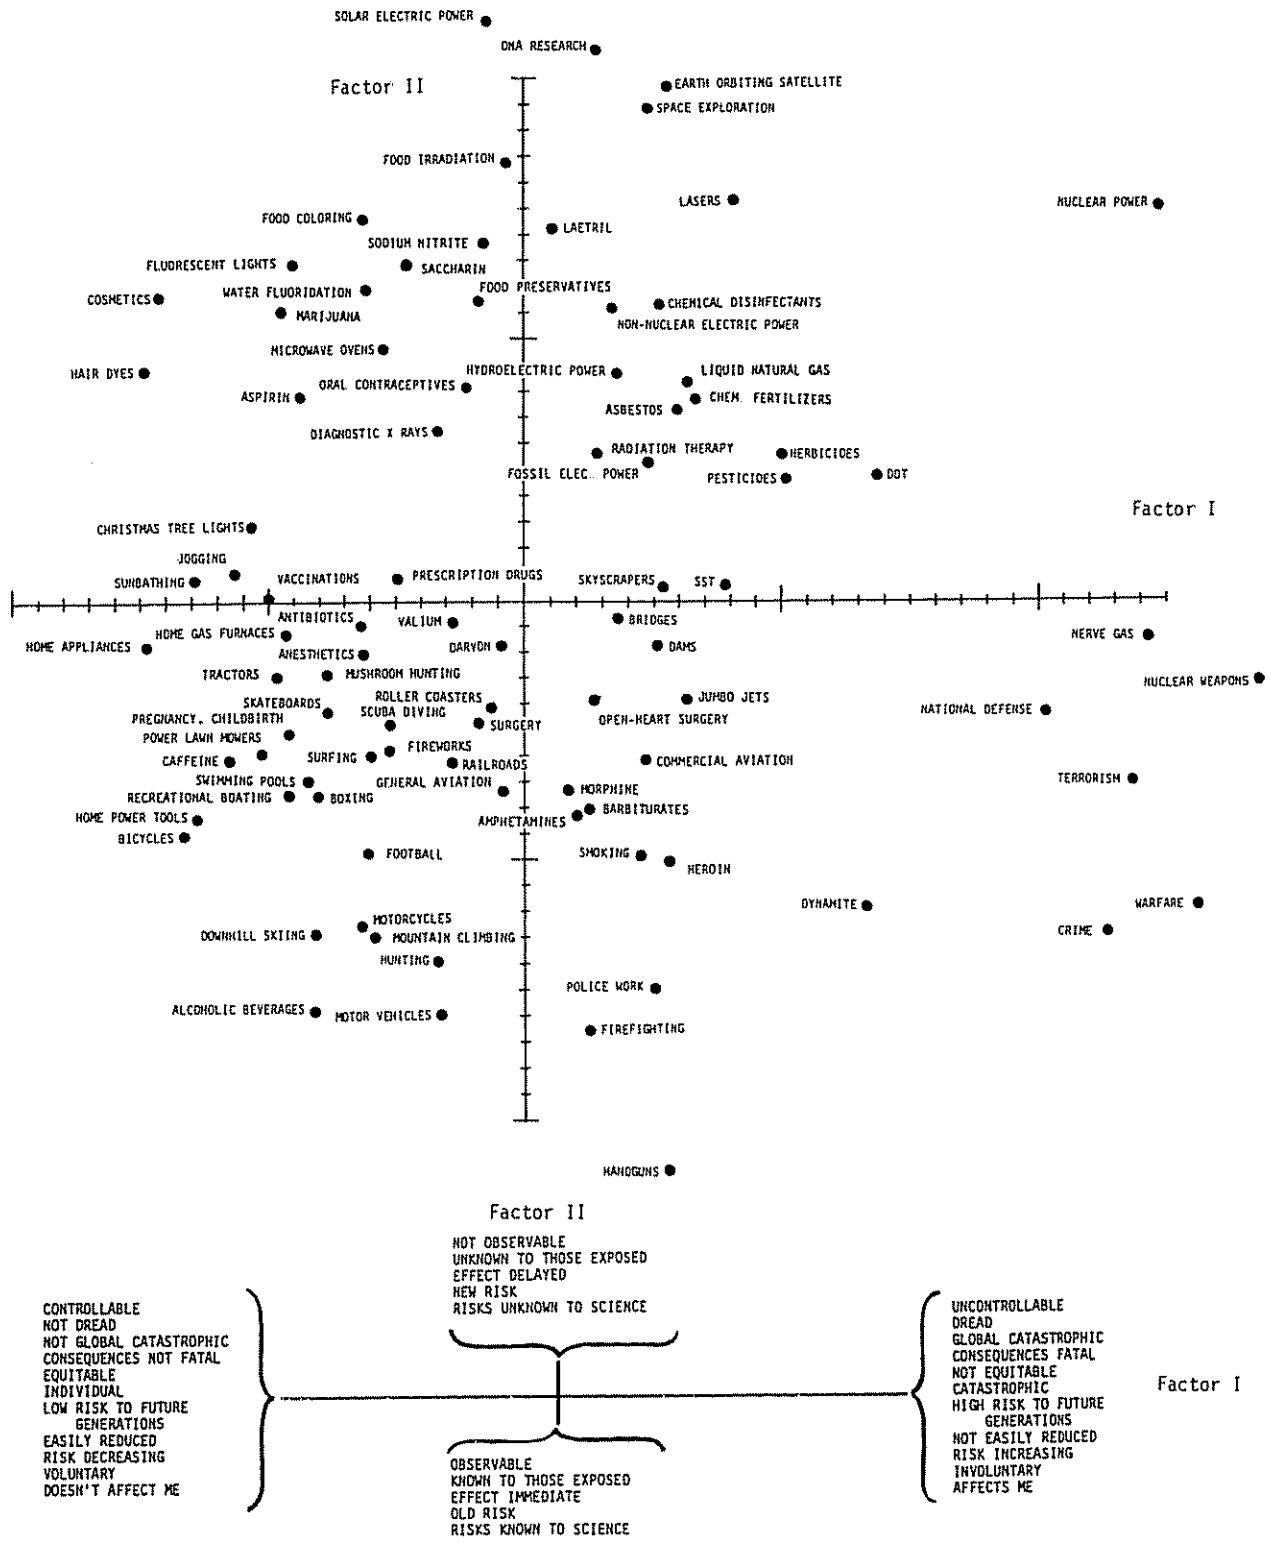 SOLAR ELECTRIC POWER
DNA RESEARCH
Factor II
EARTH ORBITING SATELLITE
SPACE EXPLORATION
FOOD IRRADIATION
LASERS
NUCLEAR POWER
FOOD COLORING
LAETRIL
SODIUM NITRITE
FLUORESCENT LIGHTS
SACCHARIN
WATER FLUORIDATION
FOOD PRESERVATIVES
COSMETICS
CHEMICAL DISINFECTANTS
MARIJUANA
NON-NUCLEAR ELECTRIC POWER
MICROWAVE OVENS
HAIR DYES
HYDROELECTRIC POWER
LIQUID NATURAL GAS
ORAL CONTRACEPTIVES
ASPIRIN
CHEM. FERTILIZERS
ASBESTOS
DIAGNOSTIC X RAYS
RADIATION THERAPY
HERBICIDES
FOSSIL ELEC. POWER
PESTICIDES
DDT
Factor I
CHRISTMAS TREE LIGHTS
JOGGING
SUNBATHING
VACCINATIONS
PRESCRIPTION DRUGS
SKYSCRAPERS
SST
ANTIBIOTICS
VALIUM
BRIDGES
HOME GAS FURNACES
NERVE GAS
HOME APPLIANCES
ANESTHETICS
DARVON
DAMS
TRACTORS
MUSHROOM HUNTING
NUCLEAR WEAPONS
SKATEBOARDS
ROLLER COASTERS
JUMBO JETS
SCUBA DIVING
NATIONAL DEFENSE
PREGNANCY, CHILDBIRTH
SURGERY
OPEN-HEART SURGERY
POWER LAWN MOWERS
FIREWORKS
CAFFEINE
SURFING
RAILROADS
COMMERCIAL AVIATION
SWIMMING POOLS
GENERAL AVIATION
TERRORISM
RECREATIONAL BOATING
BOXING
MORPHINE
HOME POWER TOOLS
BARBITURATES
AMPHETAMINES
BICYCLES
FOOTBALL
SMOKING
HEROIN
DYNAMITE
WARFARE
MOTORCYCLES
DOWNHILL SKIING
MOUNTAIN CLIMBING
CRIME
HUNTING
POLICE WORK
ALCOHOLIC BEVERAGES
MOTOR VEHICLES
FIREFIGHTING
HANDGUNS
Factor II
NOT OBSERVABLE
UNKNOWN TO THOSE EXPOSED
EFFECT DELAYED
NEW RISK
RISKS UNKNOWN TO SCIENCE
CONTROLLABLE
NOT DREAD
NOT GLOBAL CATASTROPHIC
CONSEQUENCES NOT FATAL
EQUITABLE
INDIVIDUAL
LOW RISK TO FUTURE
GENERATIONS
EASILY REDUCED
RISK DECREASING
VOLUNTARY
DOESN'T AFFECT ME
UNCONTROLLABLE
DREAD
GLOBAL CATASTROPHIC
CONSEQUENCES FATAL
NOT EQUITABLE
CATASTROPHIC
HIGH RISK TO FUTURE
GENERATIONS
NOT EASILY REDUCED
RISK INCREASING
INVOLUNTARY
AFFECTS ME
Factor I
OBSERVABLE
KNOWN TO THOSE EXPOSED
EFFECT IMMEDIATE
OLD RISK
RISKS KNOWN TO SCIENCE